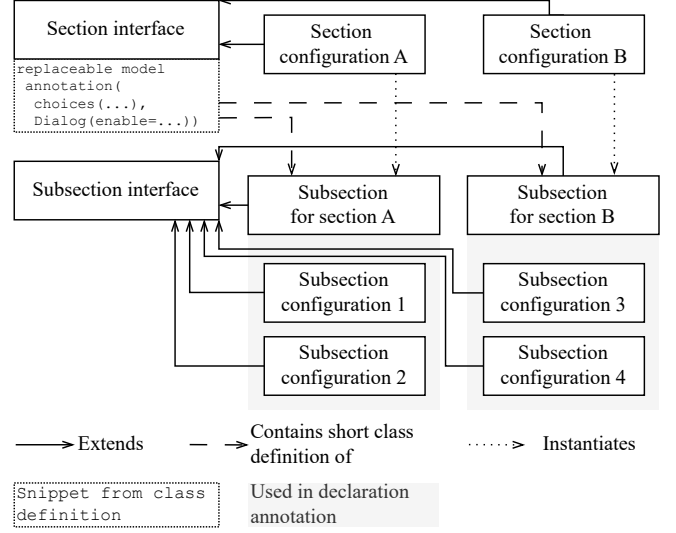 Section interface
Section
configuration A
Section
configuration B
replaceable model
annotation(
choices(...),
Dialog(enable=...))
Subsection interface
Subsection
for section A
Subsection
for section B
Subsection
configuration 1
Subsection
configuration 3
Subsection
configuration 2
Subsection
configuration 4
Extends
Contains short class
definition of
Instantiates
Snippet from class
definition
Used in declaration
annotation